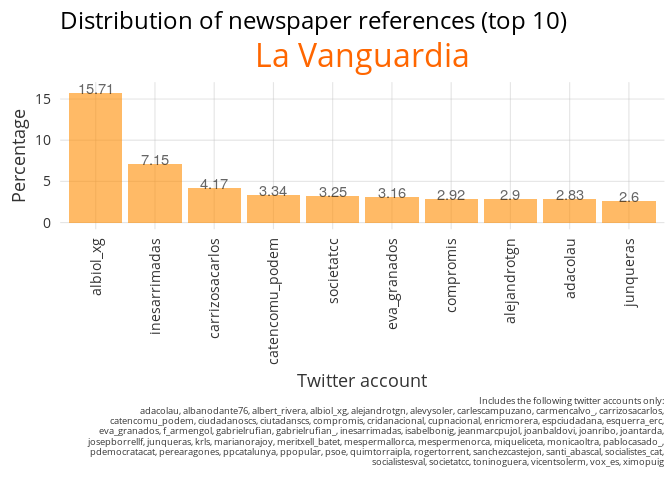 Distribution of newspaper references (top 10)
La Vanguardia
Percentage
15
10
5
0
15.71
7.15
4.17
3.34
3.25
3.16
2.92
2.9
2.83
2.6
albiol_xg
inesarrimadas
carrizosacarlos
catencomu_podem
societatcc
eva_granados
compromis
alejandrotgn
adacolau
junqueras
Twitter account
Includes the following twitter accounts only:
adacolau, albanodante76, albert_rivera, albiol_xg, alejandrotgn, alevysoler, carlescampuzano, carmencalvo_, carrizosacarlos,
catencomu_podem, ciudadanoscs, ciutadanscs, compromis, cridanacional, cupnacional, enricmorera, espciudadana, esquerra_erc,
eva_granados, f_armengol, gabrielrufian, gabrielrufian_, inesarrimadas, isabelbonig, jeanmarcpujol, joanbaldovi, joanribo, joantarda,
josepborrellf, junqueras, krls, marianorajoy, meritxell_batet, mespermallorca, mespermenorca, miqueliceta, monicaoltra, pablocasado_,
pdemocratacat, perearagones, ppcatalunya, ppopular, psoe, quimtorraipla, rogertorrent, sanchezcastejon, santi_abascal, socialistes_cat,
socialistesval, societatcc, toninoguera, vicentsolerm, vox_es, ximopuig